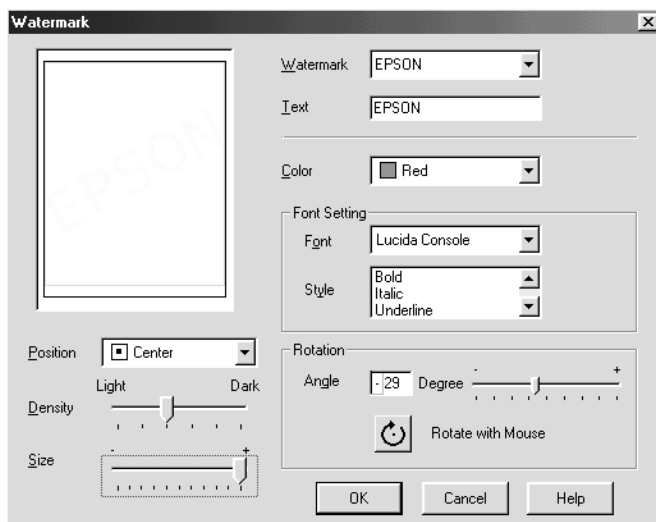 Watermark
EPSON
Watermark EPSON
Text EPSON
Color Red
Font Setting
Font Lucida Console
Style Bold
Italic
Underline
Position Center
Light Dark
Density
Size - +
Rotation
Angle -29 Degree - +
Rotate with Mouse
OK Cancel Help